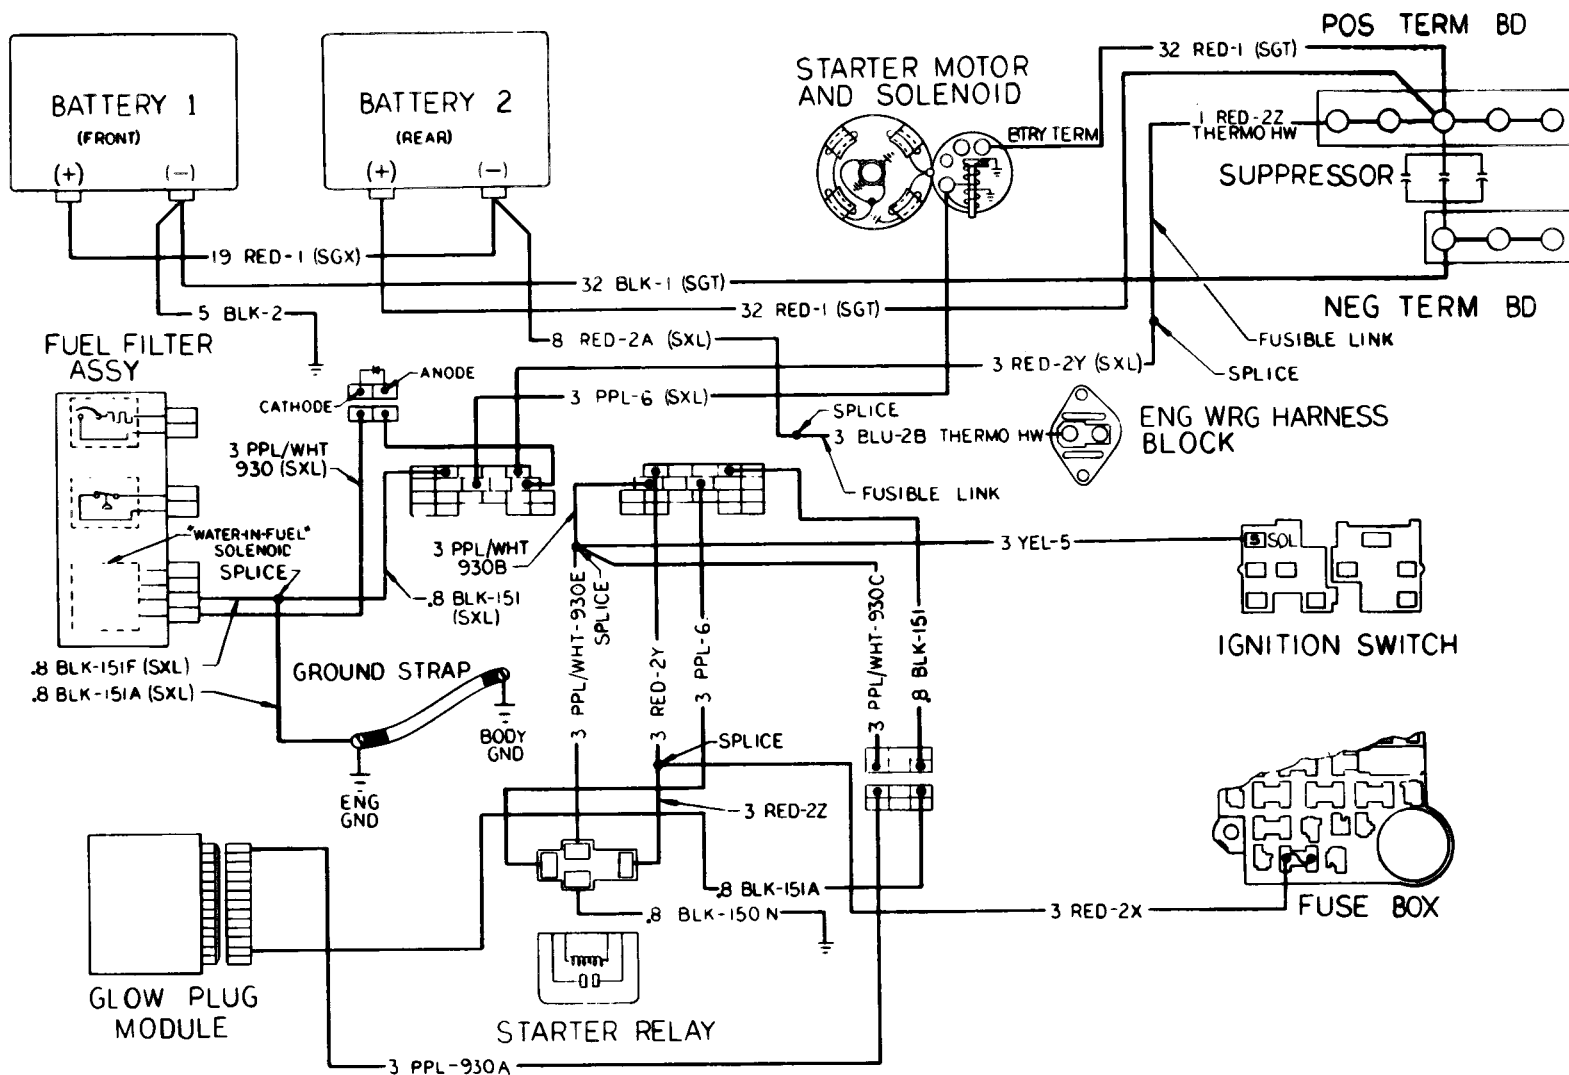 POS TERM BD
32 RED-1 (SGT)
STARTER MOTOR
AND SOLENOID
BATTERY 1
(FRONT)
(+)
(-)
BATTERY 2
(REAR)
(+)
(-)
BTRY TERM
1 RED-2Z
THERMO HW
SUPPRESSOR
19 RED-1 (SGX)
32 BLK-1 (SGT)
32 RED-1 (SGT)
NEG TERM BD
5 BLK-2
FUEL FILTER
ASSY
8 RED-2A (SXL)
FUSIBLE LINK
SPLICE
ANODE
CATHODE
3 RED-2Y (SXL)
3 PPL-6 (SXL)
SPLICE
3 BLU-2B THERMO HW
ENG WRG HARNESS
BLOCK
3 PPL/WHT
930 (SXL)
FUSIBLE LINK
"WATER-IN-FUEL"
SOLENOID
SPLICE
3 PPL/WHT
930B
3 YEL-5
5 SOL
.8 BLK-151
(SXL)
3 PPL/WHT-930E
SPLICE
3 RED-2Y
3 PPL-6
3 PPL/WHT-930C
.8 BLK-151
IGNITION SWITCH
.8 BLK-151F (SXL)
.8 BLK-151A (SXL)
GROUND STRAP
BODY
GND
ENG
GND
SPLICE
3 RED-2Z
.8 BLK-151A
.8 BLK-150 N
3 RED-2X
FUSE BOX
GLOW PLUG
MODULE
STARTER RELAY
3 PPL-930A